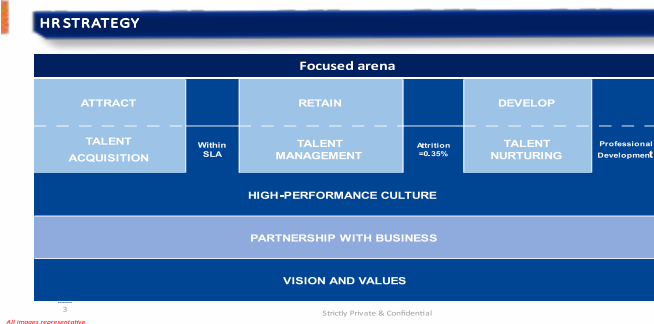 HR STRATEGY
Focused arena
ATTRACT
RETAIN
DEVELOP
TALENT
ACQUISITION
Within
SLA
TALENT
MANAGEMENT
Attrition
=0.35%
TALENT
NURTURING
Professional
Development
HIGH-PERFORMANCE CULTURE
PARTNERSHIP WITH BUSINESS
VISION AND VALUES
3
Strictly Private & Confidential
All images representative